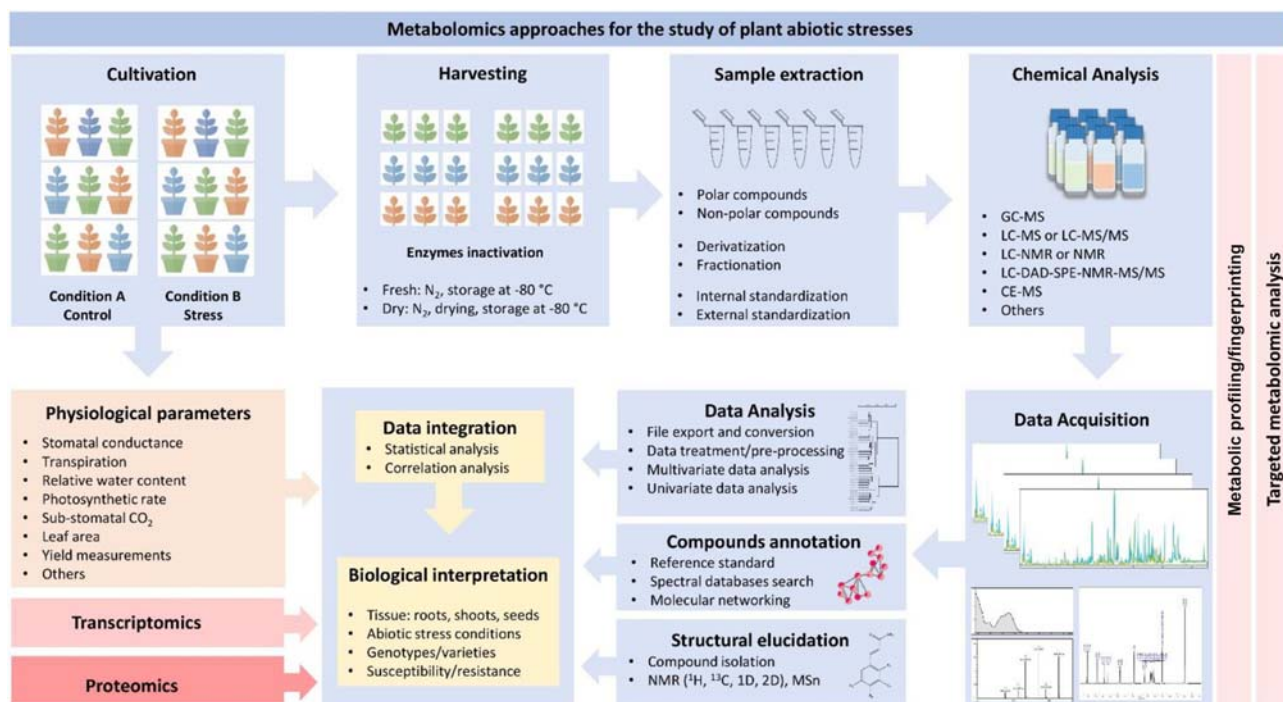 Metabolomics approaches for the study of plant abiotic stresses
Cultivation
Condition A
Control
Condition B
Stress
Harvesting
Enzymes inactivation
• Fresh: N₂, storage at -80 °C
• Dry: N₂, drying, storage at -80 °C
Sample extraction
• Polar compounds
• Non-polar compounds
• Derivatization
• Fractionation
• Internal standardization
• External standardization
Chemical Analysis
• GC-MS
• LC-MS or LC-MS/MS
• LC-NMR or NMR
• LC-DAD-SPE-NMR-MS/MS
• CE-MS
• Others
Metabolic profiling/fingerprinting
Targeted metabolomic analysis
Physiological parameters
• Stomatal conductance
• Transpiration
• Relative water content
• Photosynthetic rate
• Sub-stomatal CO₂
• Leaf area
• Yield measurements
• Others
Transcriptomics
Proteomics
Data integration
• Statistical analysis
• Correlation analysis
Biological interpretation
• Tissue: roots, shoots, seeds
• Abiotic stress conditions
• Genotypes/varieties
• Susceptibility/resistance
Data Analysis
• File export and conversion
• Data treatment/pre-processing
• Multivariate data analysis
• Univariate data analysis
Compounds annotation
• Reference standard
• Spectral databases search
• Molecular networking
Structural elucidation
• Compound isolation
• NMR (¹H, ¹³C, 1D, 2D), MSn
Data Acquisition